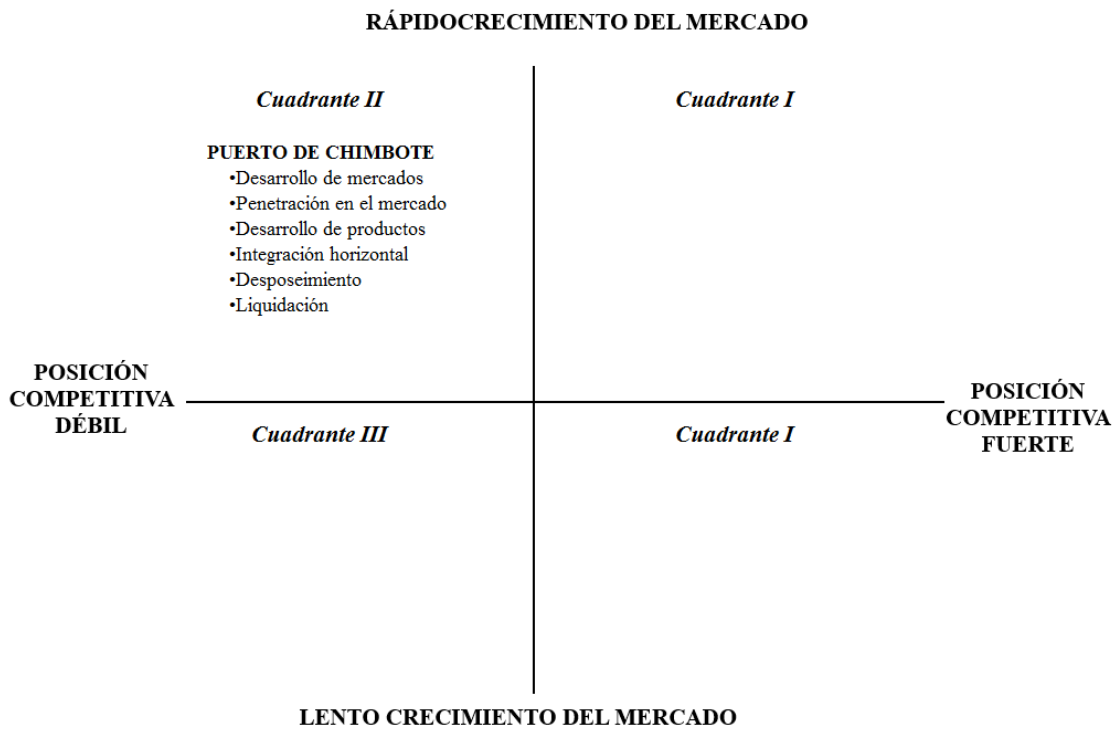 RÁPIDOCRECIMIENTO DEL MERCADO
Cuadrante II
Cuadrante I
PUERTO DE CHIMBOTE
•Desarrollo de mercados
•Penetración en el mercado
•Desarrollo de productos
•Integración horizontal
•Desposeimiento
•Liquidación
POSICIÓN
COMPETITIVA
DÉBIL
POSICIÓN
COMPETITIVA
FUERTE
Cuadrante III
Cuadrante I
LENTO CRECIMIENTO DEL MERCADO